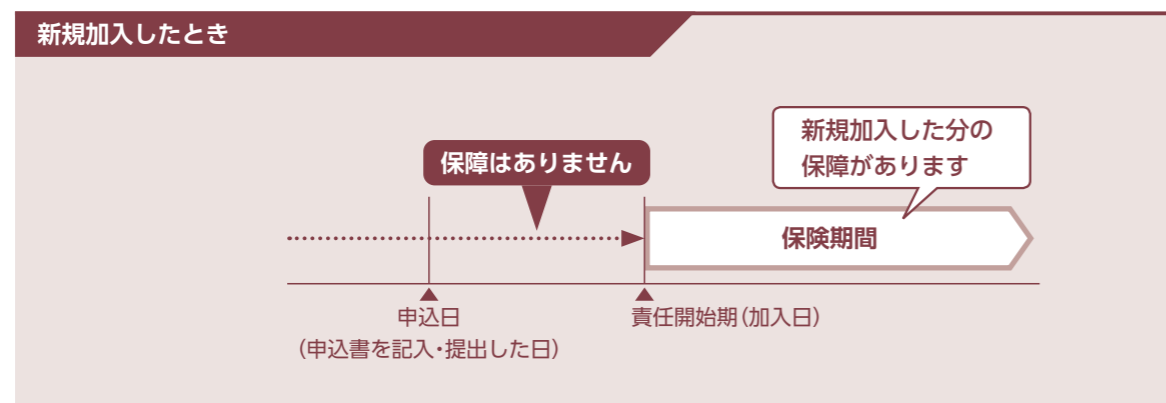 新規加入したとき
新規加入した分の
保障があります
保障はありません
保険期間
申込日
(申込書を記入・提出した日)
責任開始期(加入日)